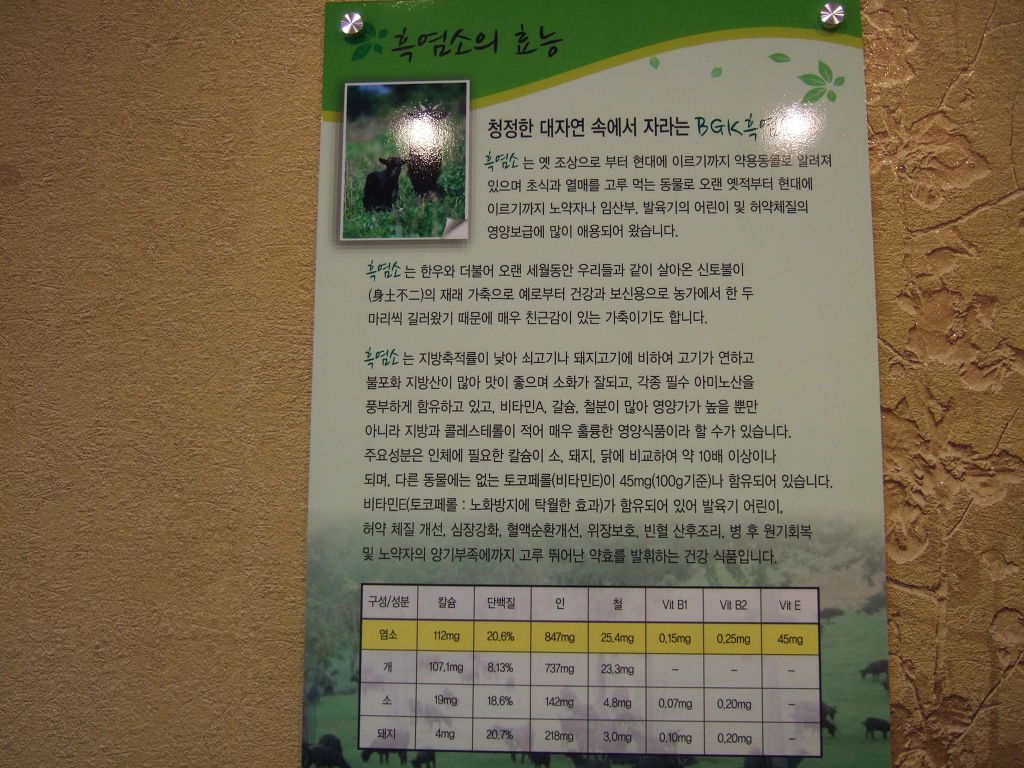 흑염소의 효능
청정한 대자연 속에서 자라는 BGK흑
흑염소는 옛 조상으로 부터 현대에 이르기까지 약용동물로 알려져
있으며 초식과 열매를 고루 먹는 동물로 오랜 옛적부터 현대에
이르기까지 노약자나 임산부, 발육기의 어린이 및 허약체질의
영양보급에 많이 애용되어 왔습니다.
흑염소는 한우와 더불어 오랜 세월동안 우리들과 같이 살아온 신토불이
(身土不二)의 재래 가축으로 예로부터 건강과 보신용으로 농가에서 한 두
마리씩 길러왔기 때문에 매우 친근감이 있는 가축이기도 합니다.
흑염소는 지방축적률이 낮아 쇠고기나 돼지고기에 비하여 고기가 연하고
불포화 지방산이 많아 맛이 좋으며 소화가 잘되고, 각종 필수 아미노산을
풍부하게 함유하고 있고, 비타민A, 갈슘, 철분이 많아 영양가가 높을 뿐만
아니라 지방과 콜레스테롤이 적어 매우 훌륭한 영양식품이라 할 수가 있습니다.
주요성분은 인체에 필요한 칼슘이 소, 돼지, 닭에 비교하여 약 10배 이상이나
되며, 다른 동물에는 없는 토코페롤(비타민E)이 45mg(100g기준)나 함유되어 있습니다.
비타민E(토코페롤 : 노화방지에 탁월한 효과)가 함유되어 있어 발육기 어린이,
허약 체질 개선, 심장강화, 혈액순환개선, 위장보호, 빈혈 산후조리, 병 후 원기회복
및 노약자의 양기부족에까지 고루 뛰어난 약효를 발휘하는 건강 식품입니다.
구성/성분 칼슘 단백질 인 철 Vit B1 Vit B2 Vit E
염소 112mg 20.6% 847mg 25.4mg 0.15mg 0.25mg 45mg
개 107.1mg 8.13% 737mg 23.3mg – – –
소 19mg 18.6% 142mg 4.8mg 0.07mg 0.20mg –
돼지 4mg 20.7% 218mg 3.0mg 0.10mg 0.20mg –